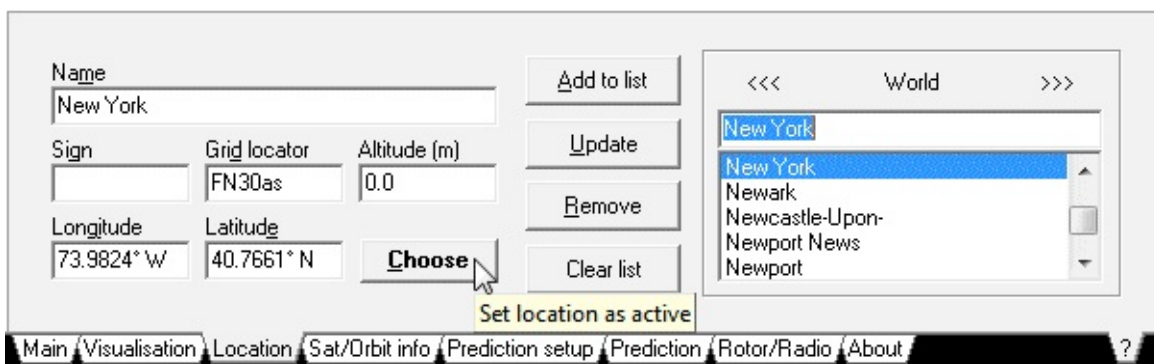 Name
New York
Sign Grid locator Altitude (m)
FN30as 0.0
Longitude Latitude
73.9824° W 40.7661° N
Choose
Add to list
Update
Remove
Clear list
Set location as active
<<< World >>>
New York
New York
Newark
Newcastle-Upon-
Newport News
Newport
Main Visualisation Location Sat/Orbit info Prediction setup Prediction Rotor/Radio About ?